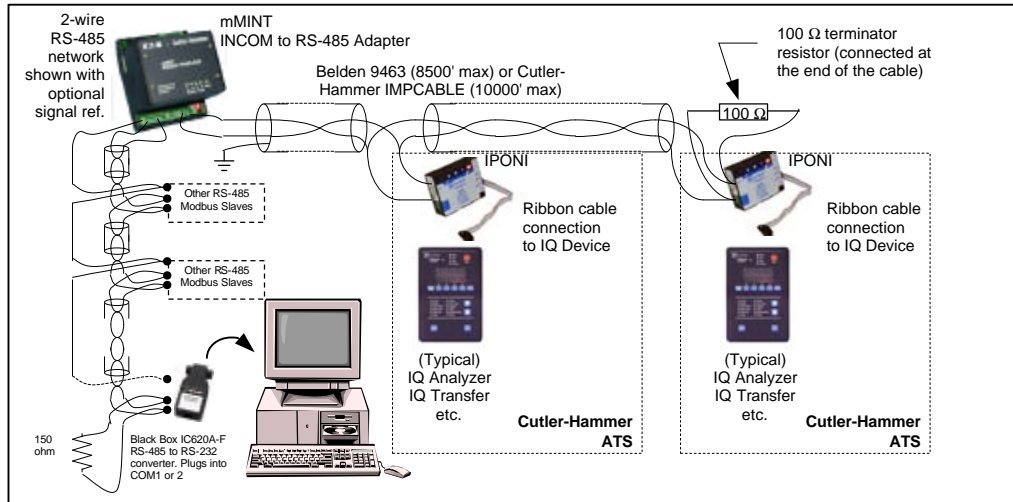 2-wire
RS-485
network
shown with
optional
signal ref.
mMINT
INCOM to RS-485 Adapter
Belden 9463 (8500' max) or Cutler-
Hammer IMPCABLE (10000' max)
100 Ω terminator
resistor (connected at
the end of the cable)
100 Ω
IPONI
IPONI
Other RS-485
Modbus Slaves
Ribbon cable
connection
to IQ Device
Ribbon cable
connection
to IQ Device
Other RS-485
Modbus Slaves
(Typical)
IQ Analyzer
IQ Transfer
etc.
(Typical)
IQ Analyzer
IQ Transfer
etc.
Cutler-Hammer
ATS
Cutler-Hammer
ATS
150
ohm
Black Box IC620A-F
RS-485 to RS-232
converter. Plugs into
COM1 or 2